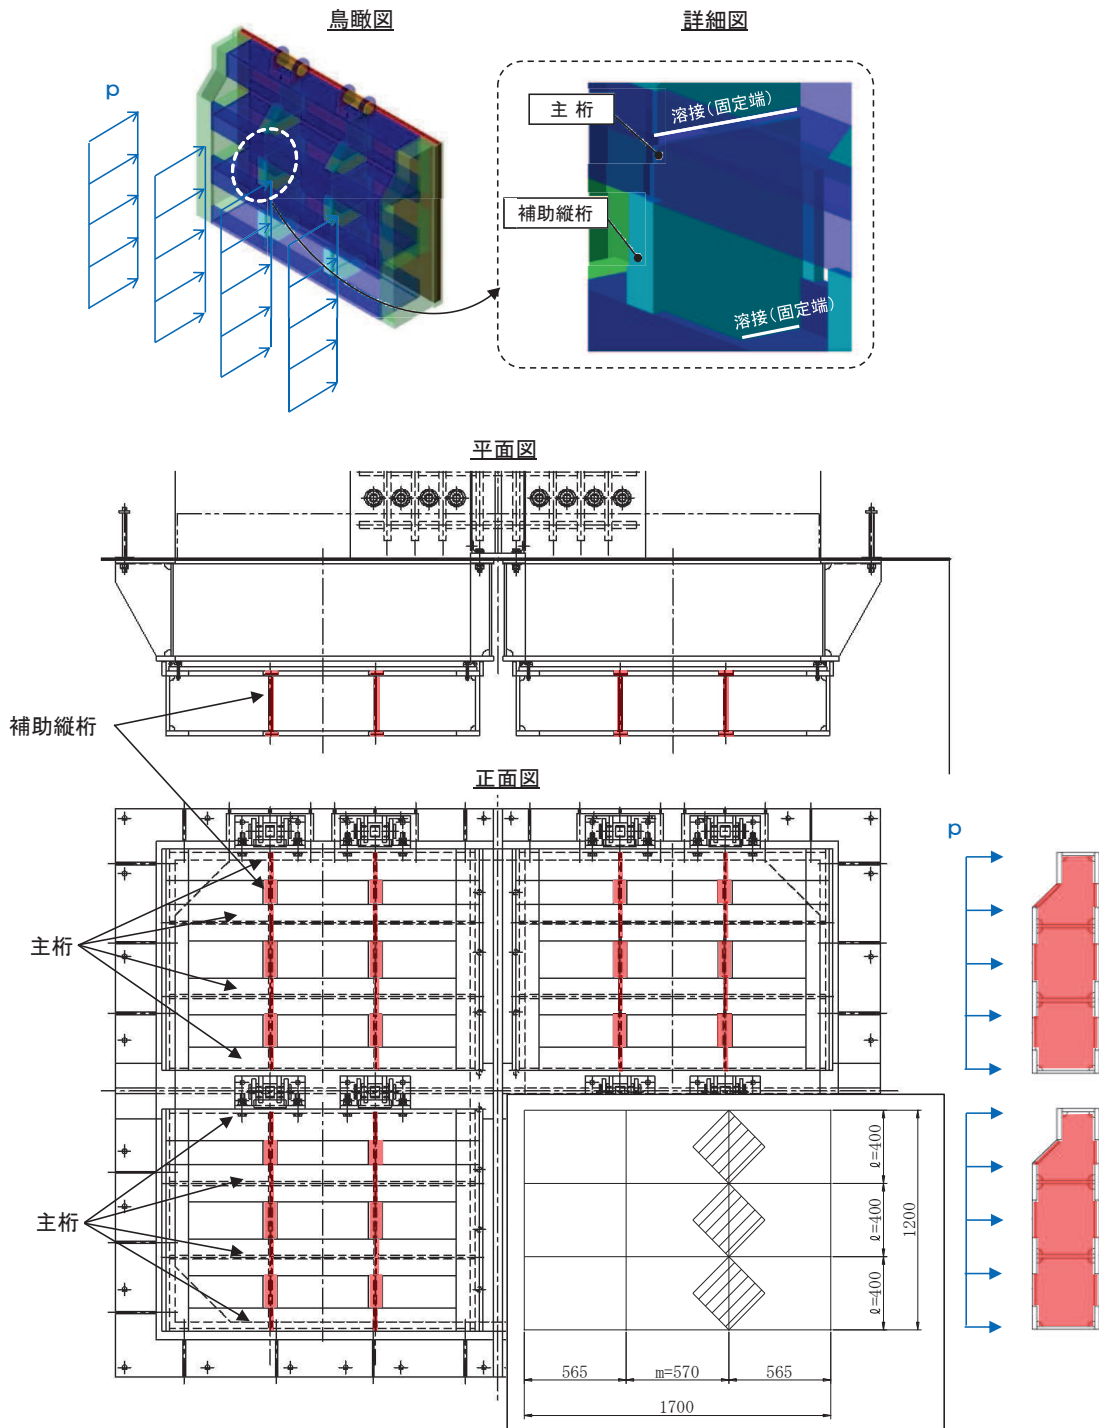 鳥瞰図
詳細図
p
主 桁
溶接(固定端)
補助縦桁
溶接(固定端)
平面図
補助縦桁
正面図
p
主桁
主桁
ℓ=400
ℓ=400
ℓ=400
1200
565
m=570
565
1700